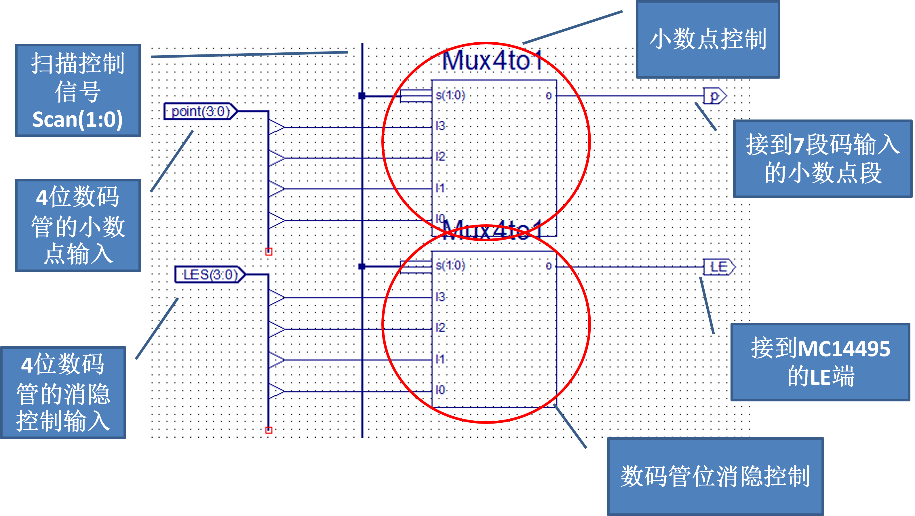 小数点控制
扫描控制
信号
Scan(1:0)
Mux4to1
point(3:0)
s(1:0)
o
p
I3
I2
I1
I0
接到7段码输入
的小数点段
4位数码
管的小数
点输入
Mux4to1
LES(3:0)
s(1:0)
o
LE
I3
I2
I1
I0
接到MC14495
的LE端
4位数码
管的消隐
控制输入
数码管位消隐控制